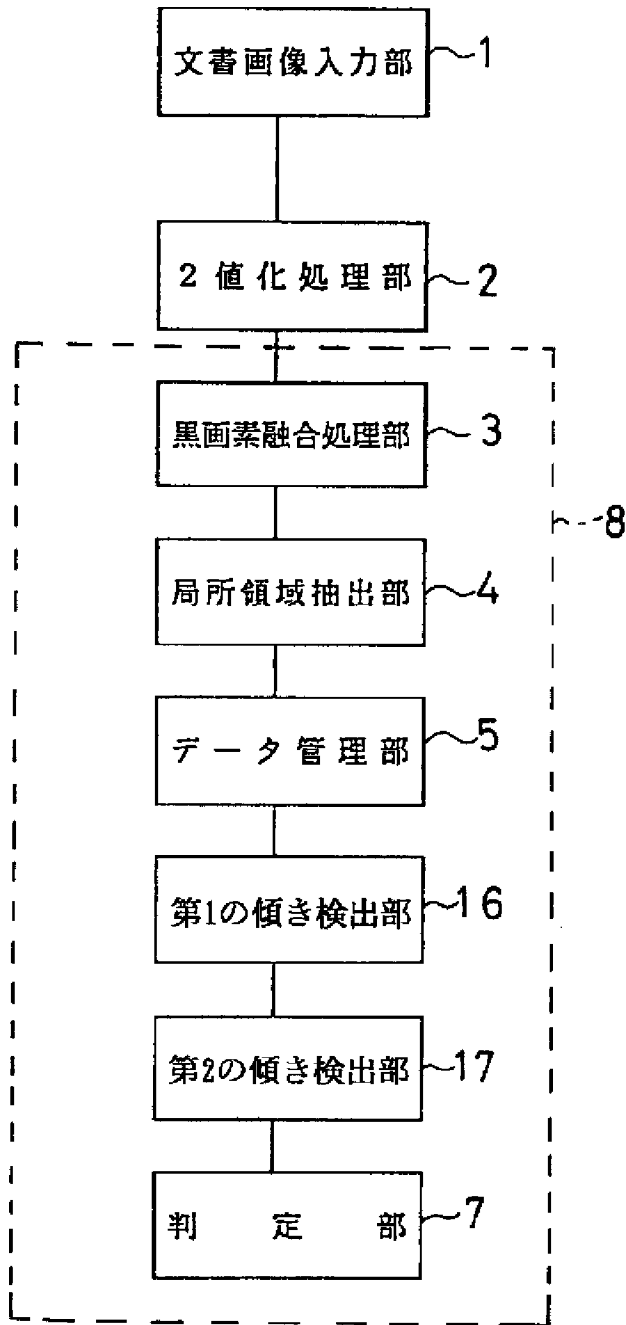 文書画像入力部 1
2値化処理部 2
黒画素融合処理部 3
8
局所領域抽出部 4
データ管理部 5
第1の傾き検出部 16
第2の傾き検出部 17
判定部 7